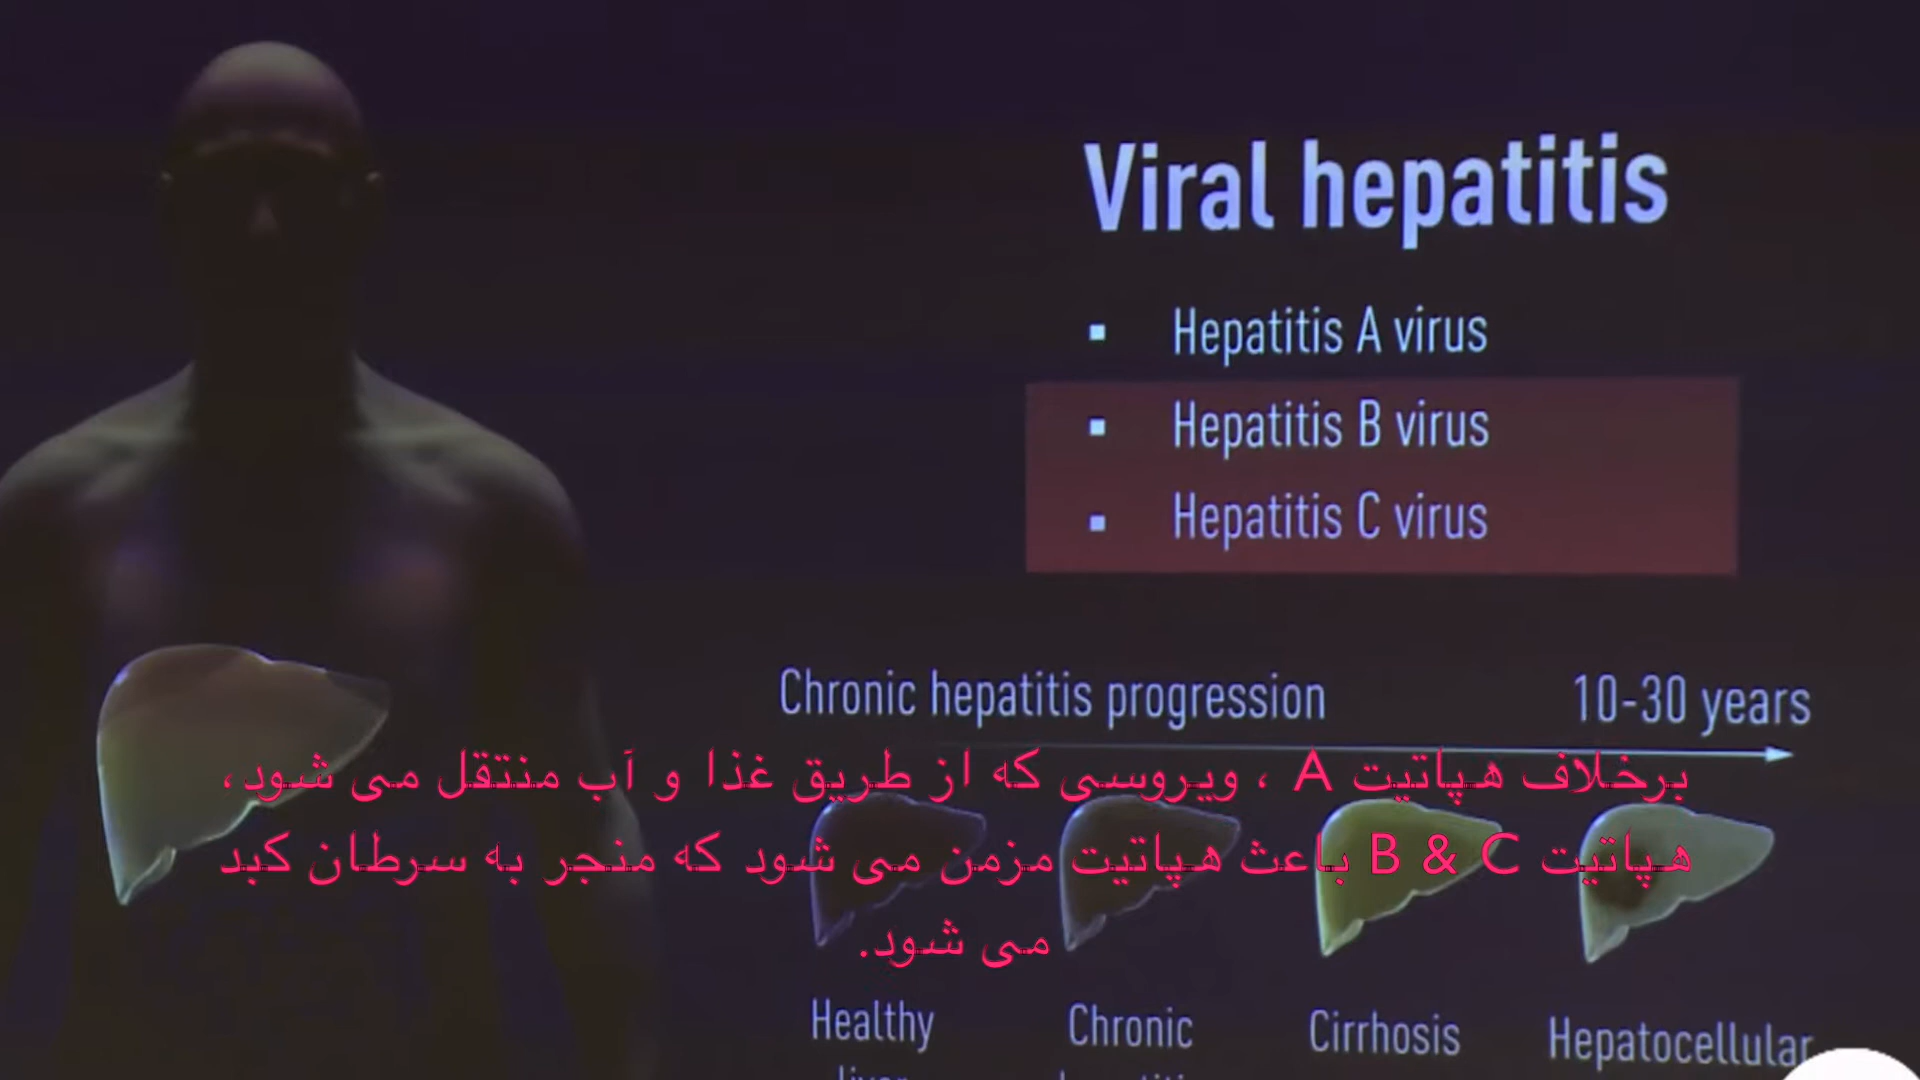 Viral hepatitis
▪ Hepatitis A virus
▪ Hepatitis B virus
▪ Hepatitis C virus
Chronic hepatitis progression 10-30 years
برخلاف هپاتیت A ، ویروسی که از طریق غذا و آب منتقل می شود،
هپاتیت B & C باعث هپاتیت مزمن می شود که منجر به سرطان کبد
می شود.
Healthy Chronic Cirrhosis Hepatocellular